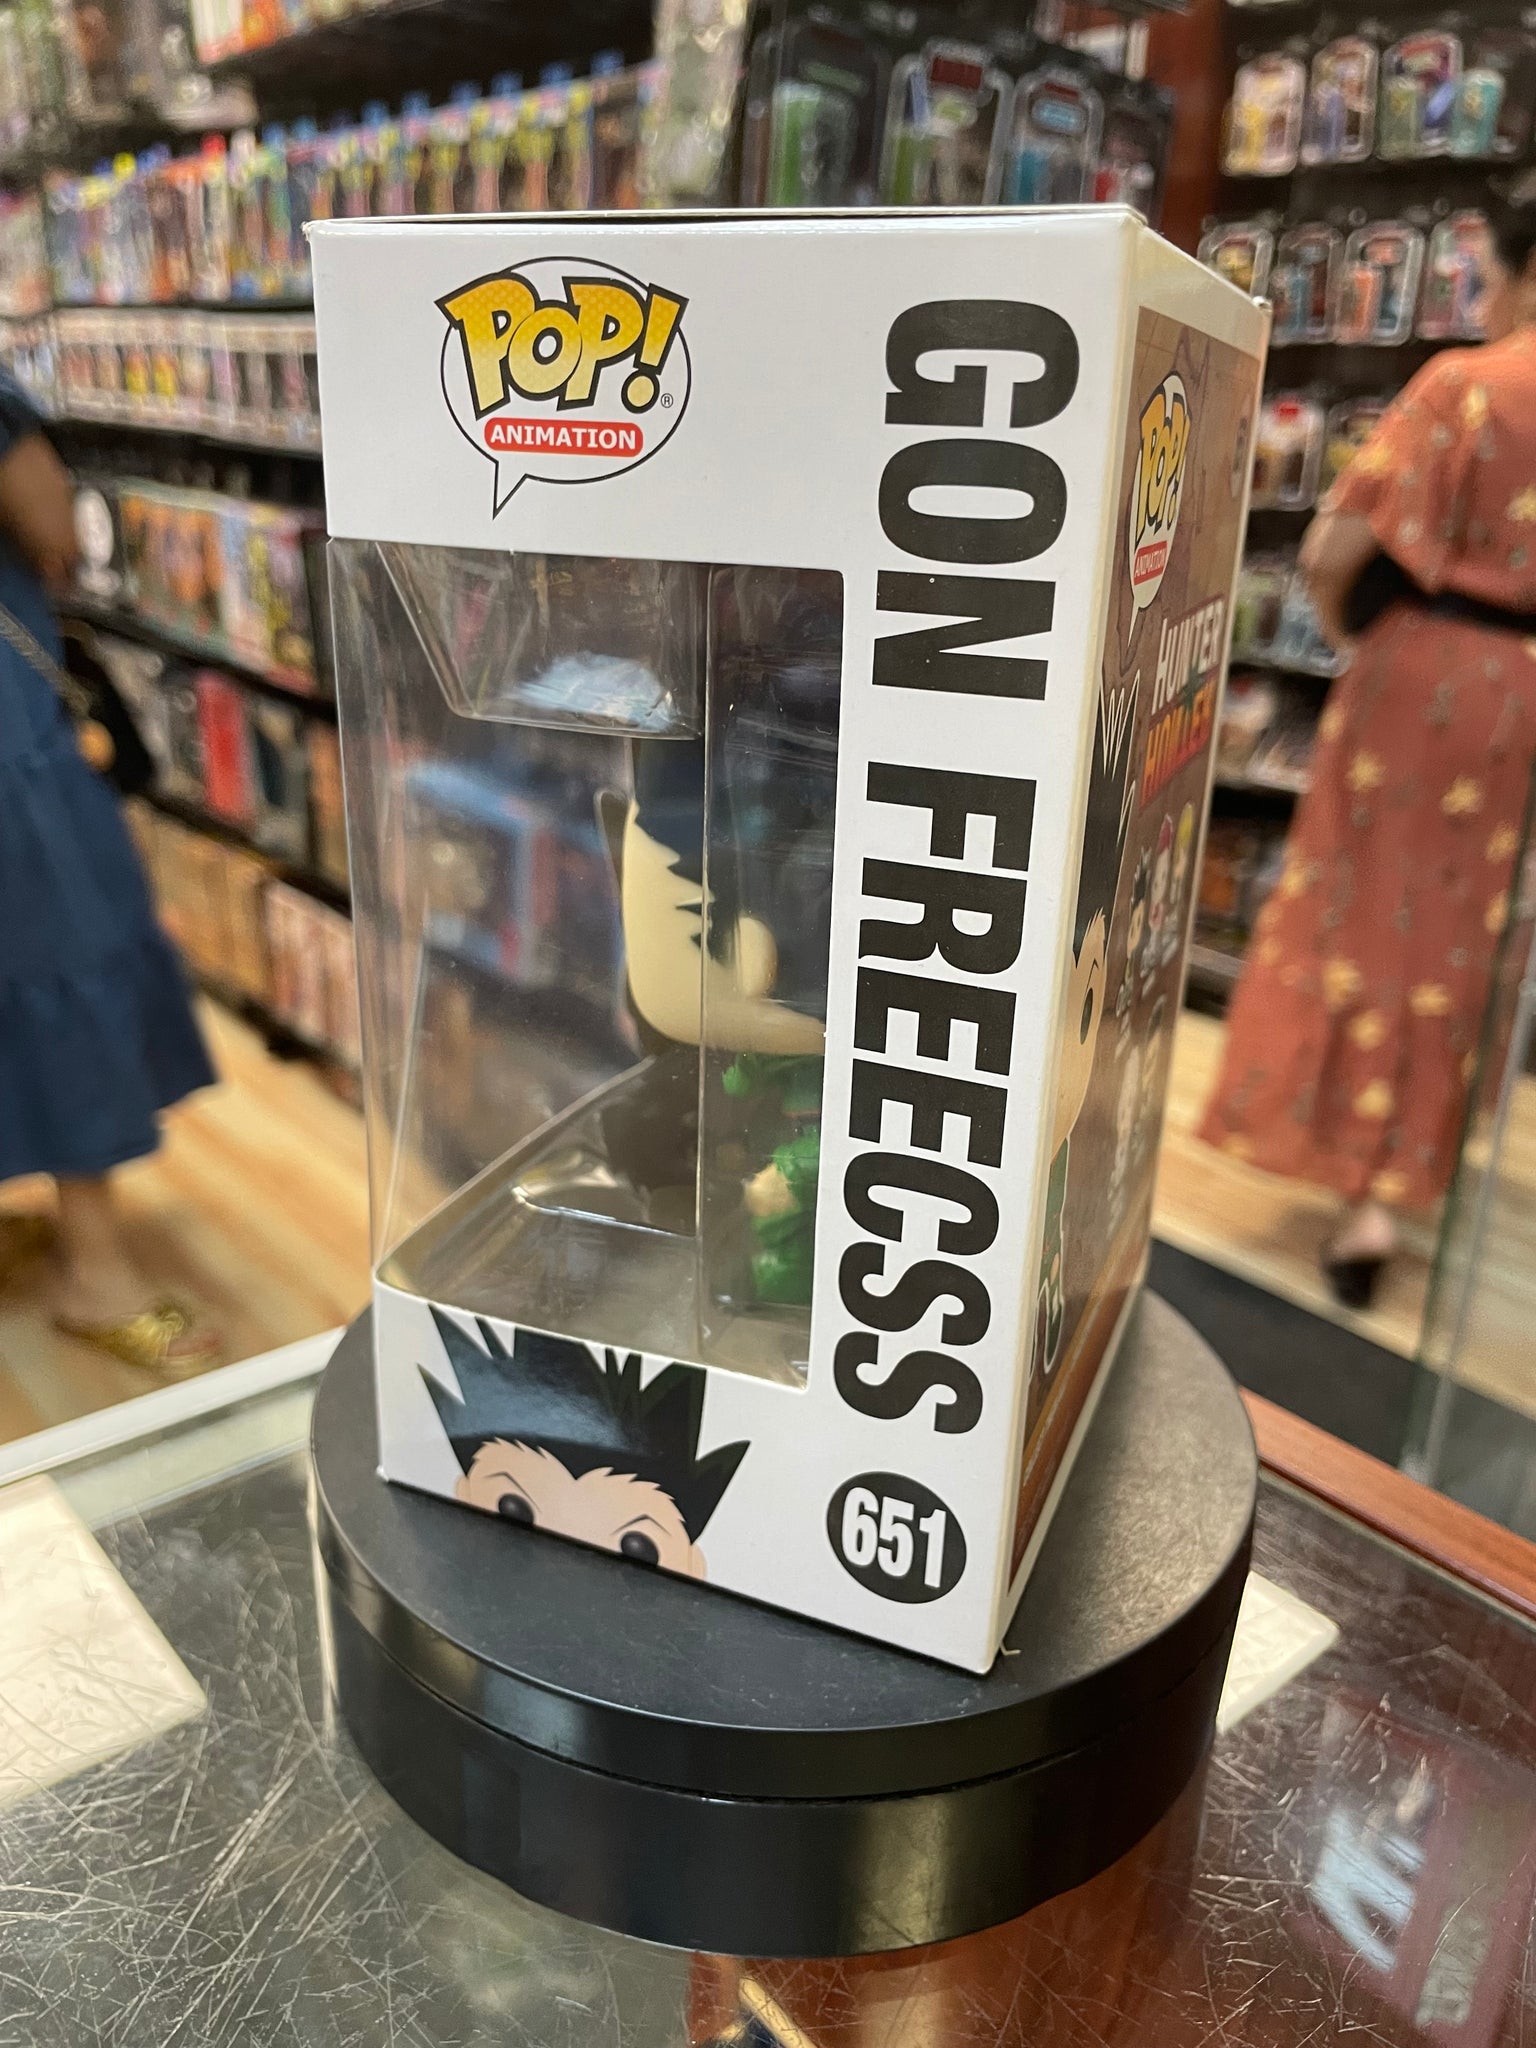 POP!
®
ANIMATION
GON FREECSS
651
POP!
ANIMATION
HUNTER
HUNTER